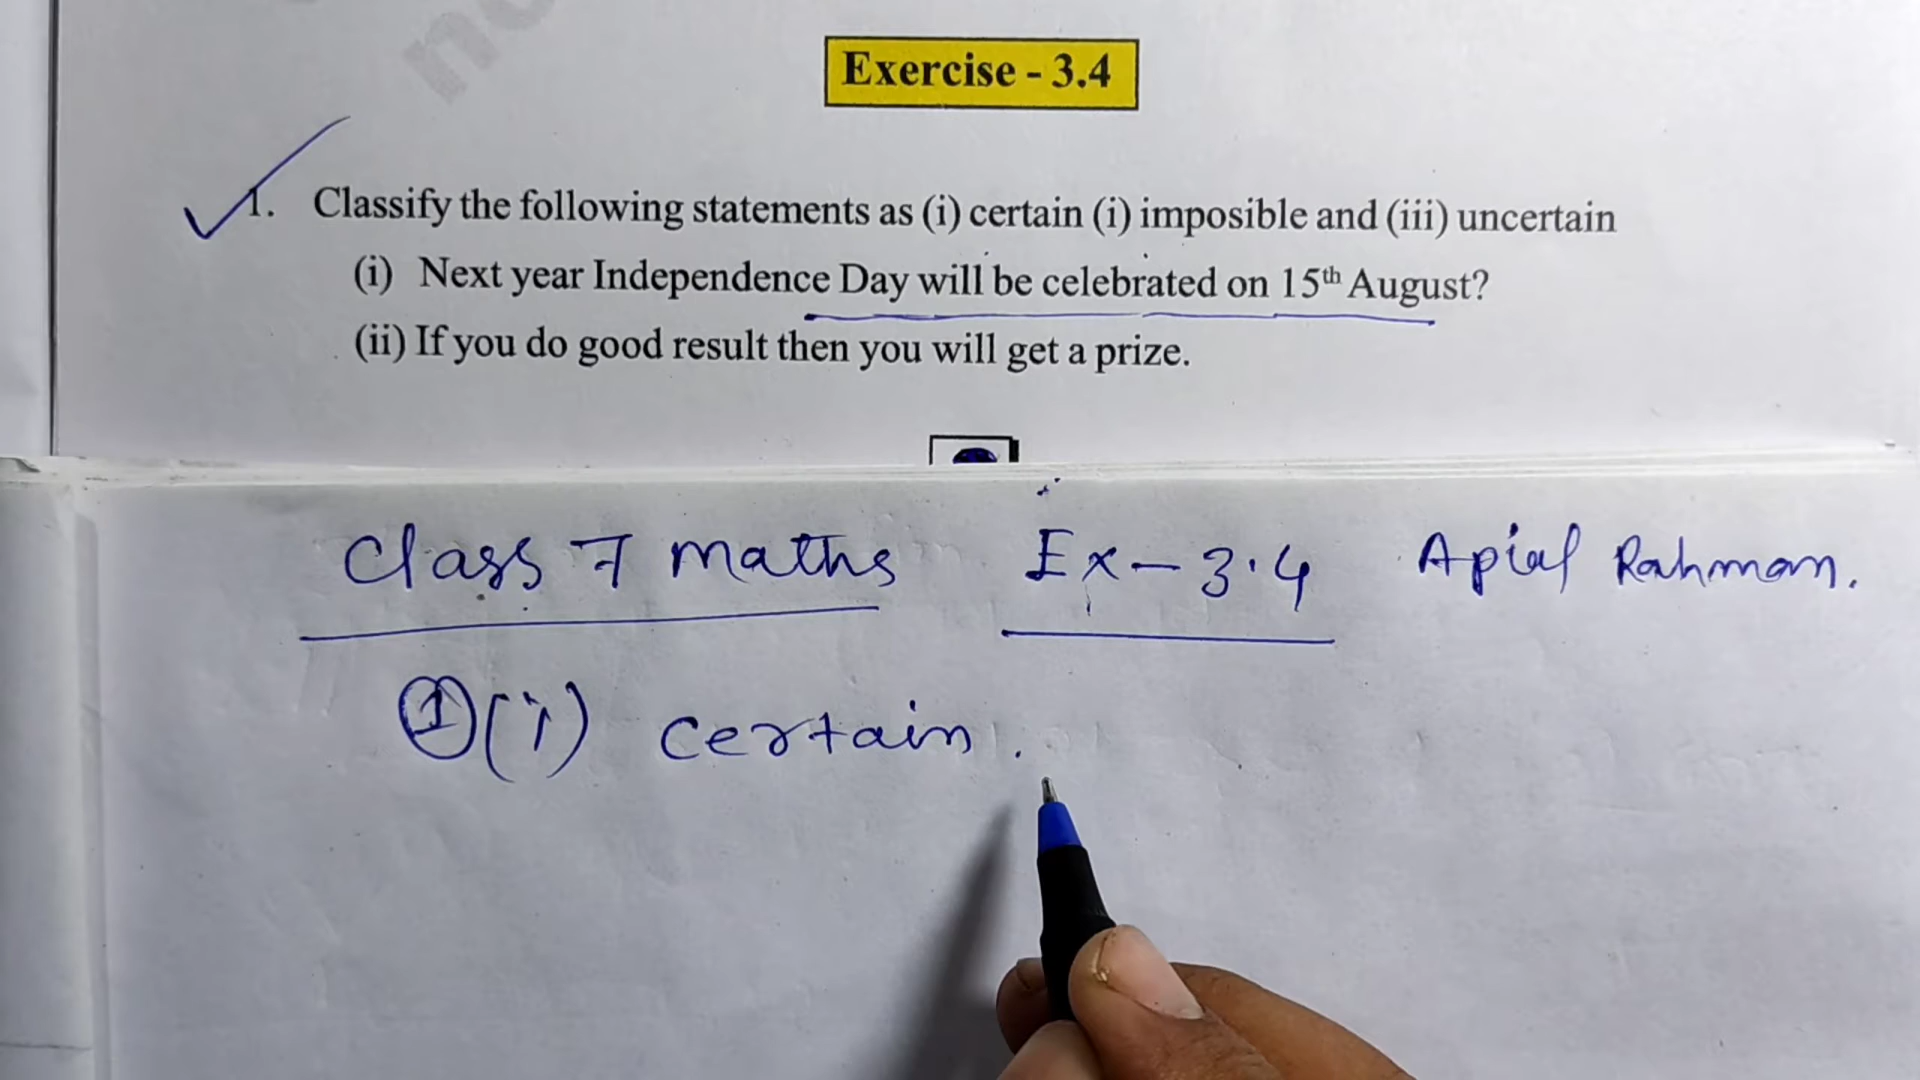 Exercise - 3.4
1. Classify the following statements as (i) certain (i) imposible and (iii) uncertain
(i) Next year Independence Day will be celebrated on 15th August?
(ii) If you do good result then you will get a prize.
Class 7 maths Ex-3.4 Apial Rahman.
1 (i) certain.